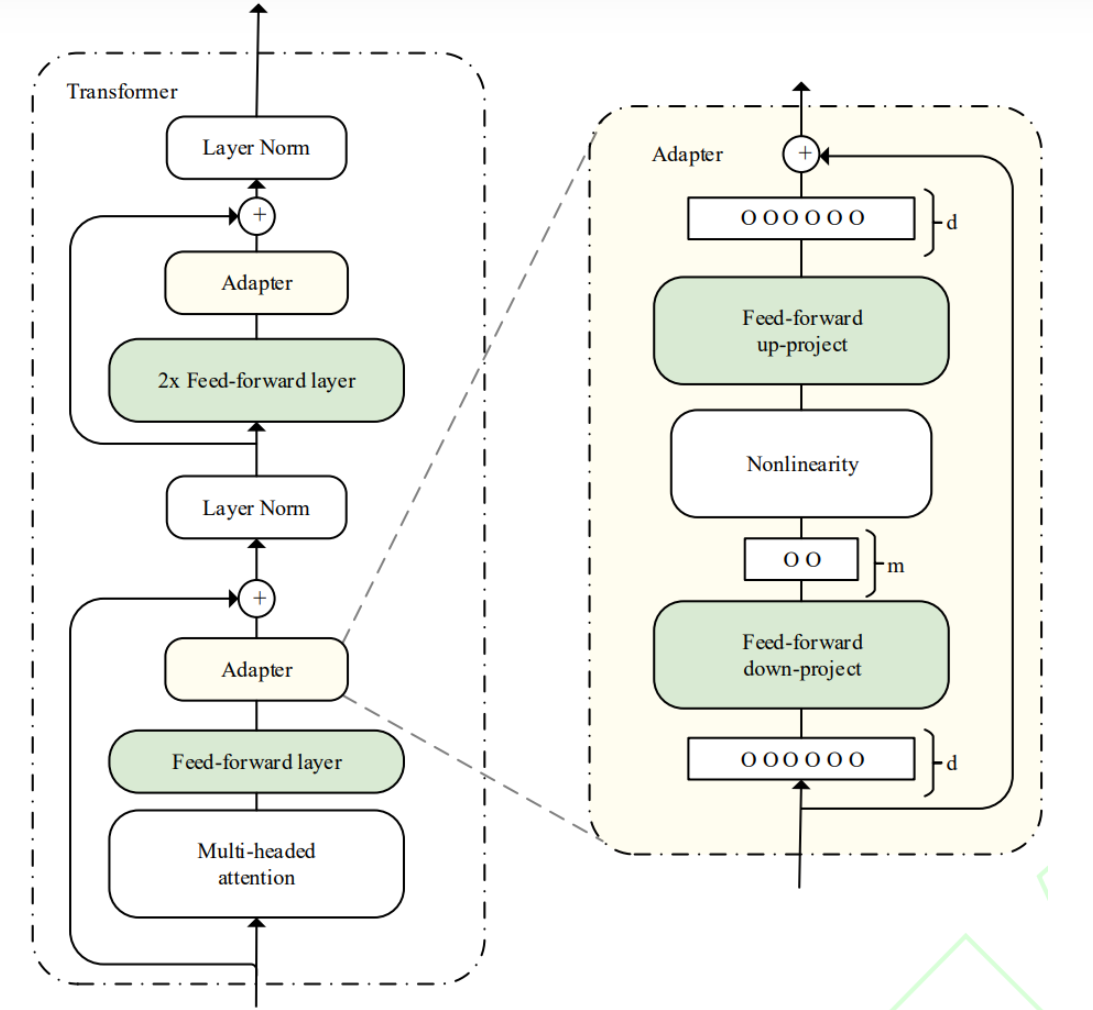 Transformer
Layer Norm
+
Adapter
2x Feed-forward layer
Layer Norm
+
Adapter
Feed-forward layer
Multi-headed
attention
Adapter
+
O O O O O O
d
Feed-forward
up-project
Nonlinearity
O O
m
Feed-forward
down-project
O O O O O O
d